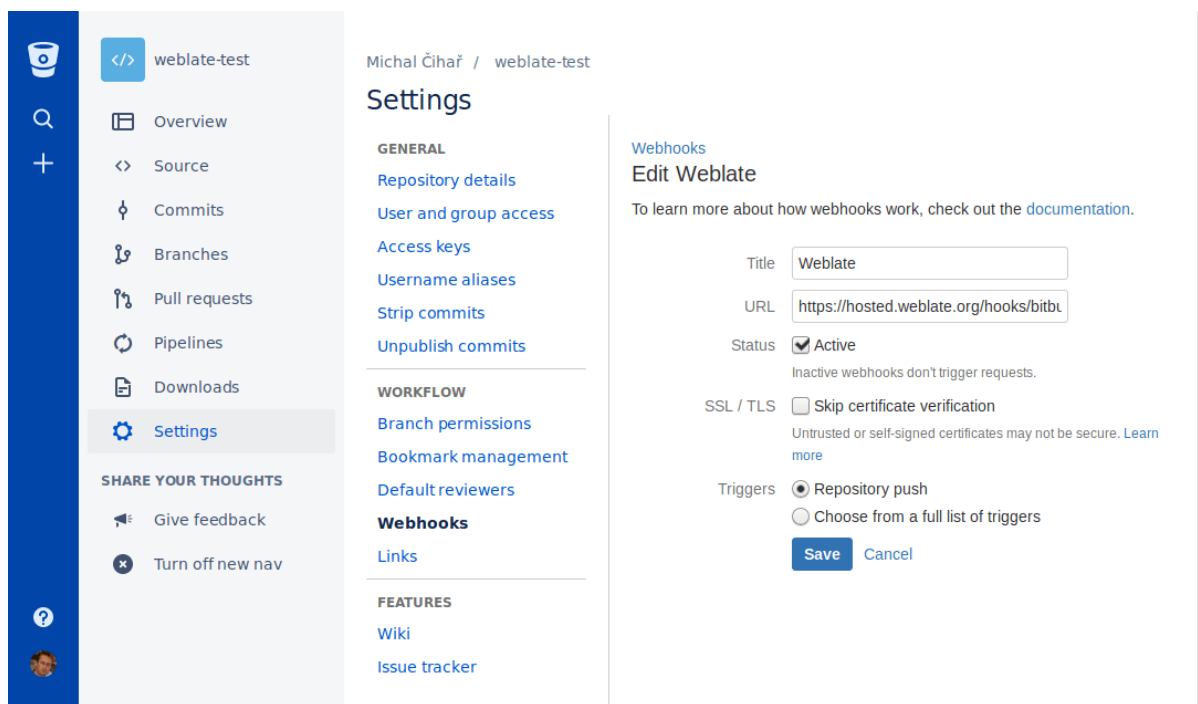 </> weblate-test
Overview
Source
Commits
Branches
Pull requests
Pipelines
Downloads
Settings
SHARE YOUR THOUGHTS
Give feedback
Turn off new nav
Michal Čihař / weblate-test
Settings
GENERAL
Repository details
User and group access
Access keys
Username aliases
Strip commits
Unpublish commits
WORKFLOW
Branch permissions
Bookmark management
Default reviewers
Webhooks
Links
FEATURES
Wiki
Issue tracker
Webhooks
Edit Weblate
To learn more about how webhooks work, check out the documentation.
Title Weblate
URL https://hosted.weblate.org/hooks/bitbu
Status Active
Inactive webhooks don't trigger requests.
SSL / TLS Skip certificate verification
Untrusted or self-signed certificates may not be secure. Learn
more
Triggers Repository push
Choose from a full list of triggers
Save Cancel